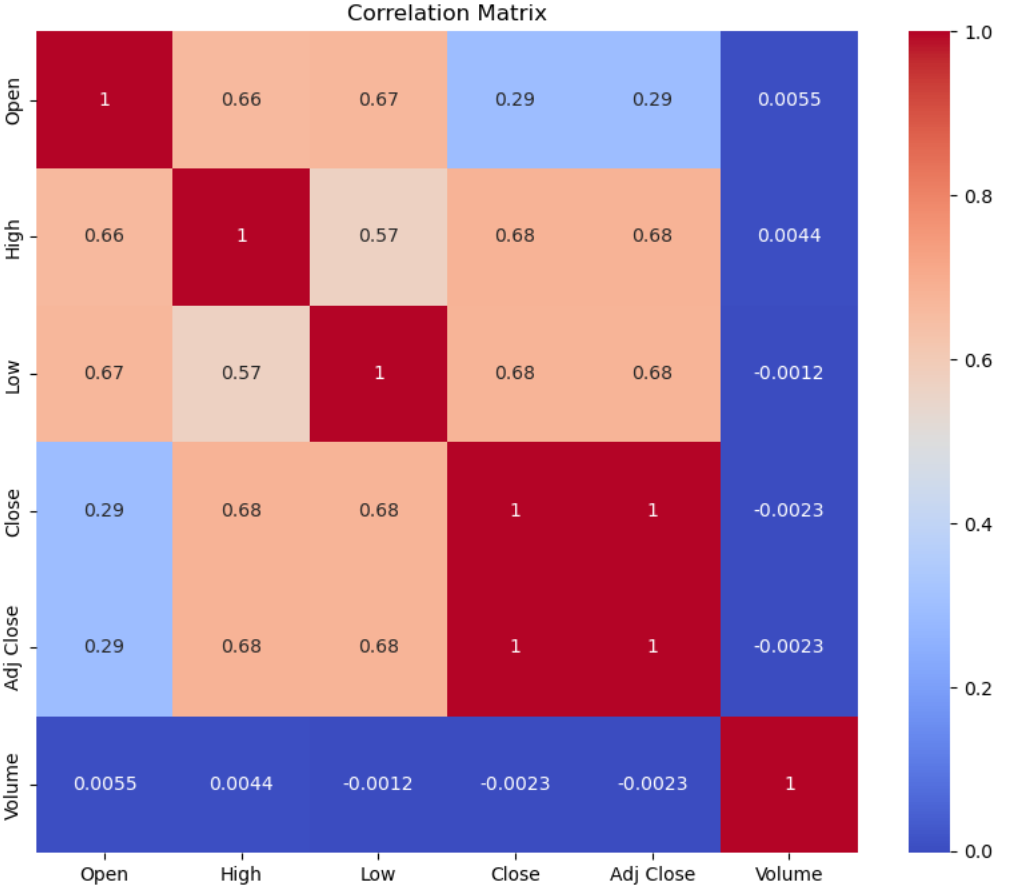 Correlation Matrix
Open 1 0.66 0.67 0.29 0.29 0.0055
High 0.66 1 0.57 0.68 0.68 0.0044
Low 0.67 0.57 1 0.68 0.68 -0.0012
Close 0.29 0.68 0.68 1 1 -0.0023
Adj Close 0.29 0.68 0.68 1 1 -0.0023
Volume 0.0055 0.0044 -0.0012 -0.0023 -0.0023 1
Open High Low Close Adj Close Volume
1.0
0.8
0.6
0.4
0.2
0.0